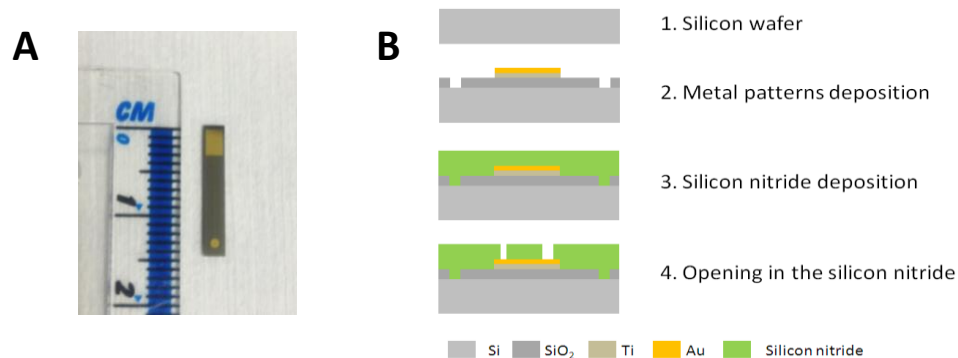 A
B
CM
0
1
2
1. Silicon wafer
2. Metal patterns deposition
3. Silicon nitride deposition
4. Opening in the silicon nitride
Si SiO₂ Ti Au Silicon nitride